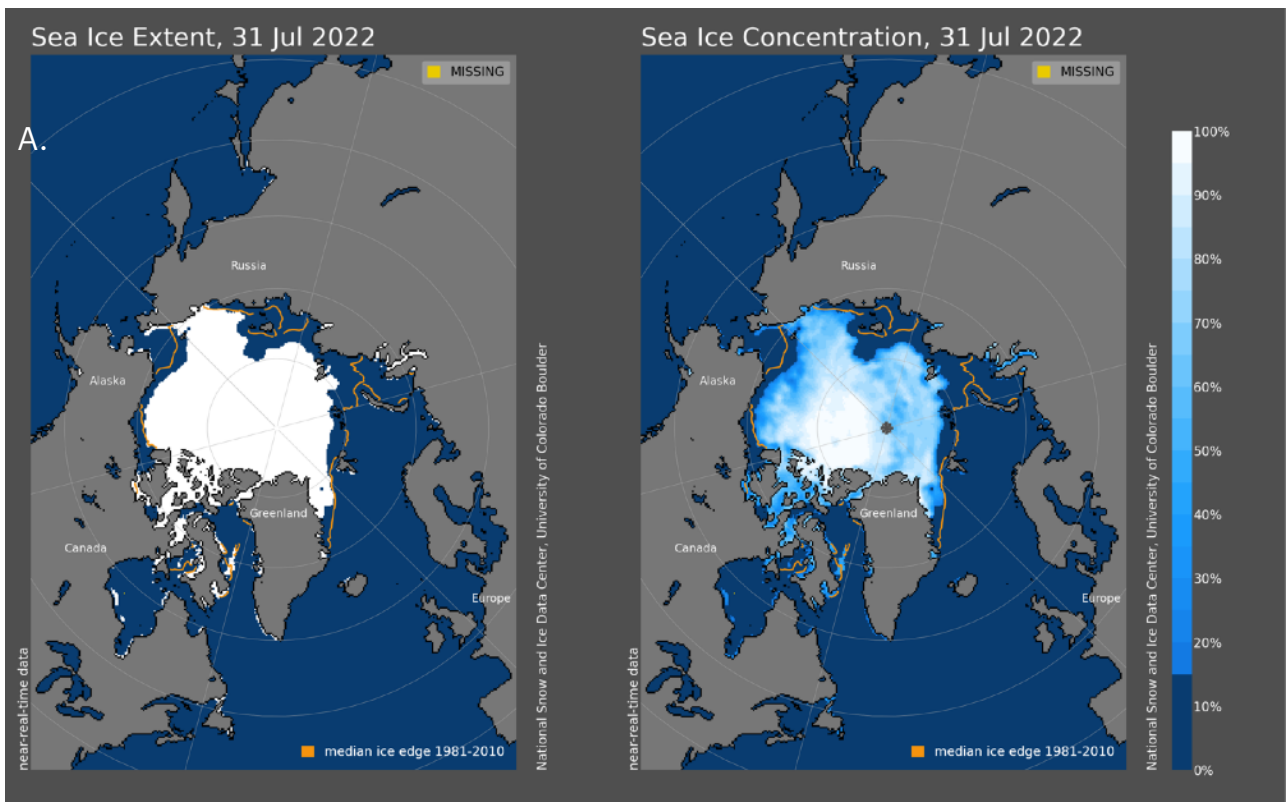 Sea Ice Extent, 31 Jul 2022
MISSING
A.
Russia
Alaska
Greenland
Canada
Europe
near-real-time data
median ice edge 1981-2010
National Snow and Ice Data Center, University of Colorado Boulder
Sea Ice Concentration, 31 Jul 2022
MISSING
Russia
Alaska
Greenland
Canada
Europe
near-real-time data
median ice edge 1981-2010
National Snow and Ice Data Center, University of Colorado Boulder
100%
90%
80%
70%
60%
50%
40%
30%
20%
10%
0%